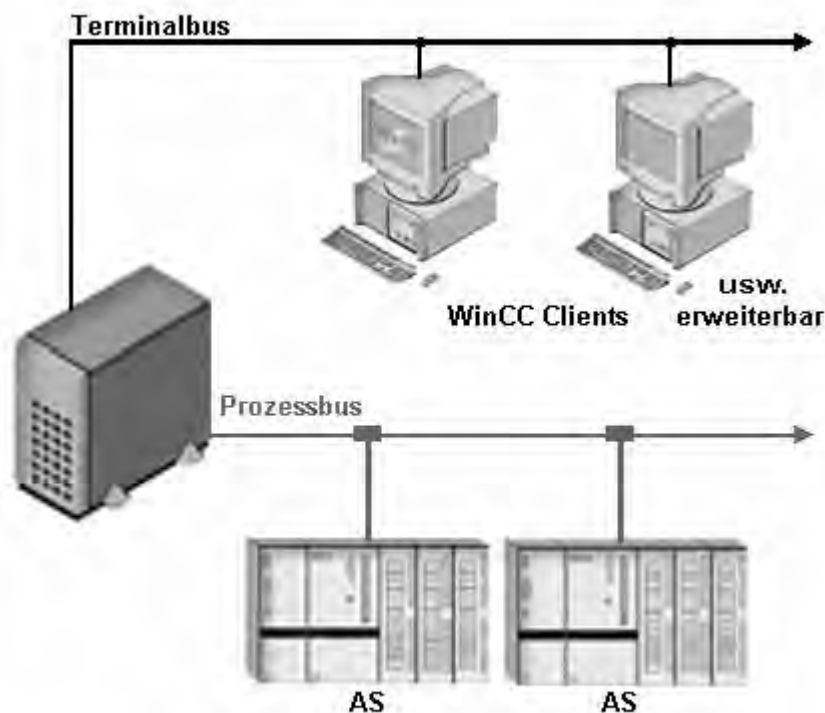 Terminalbus
usw.
WinCC Clients erweiterbar
Prozessbus
AS AS